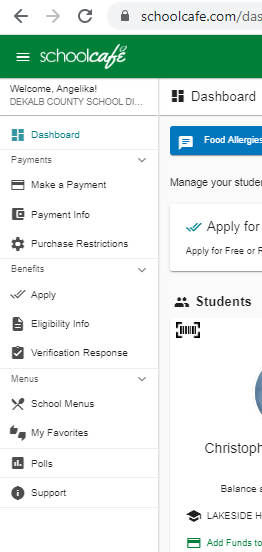 schoolcafe.com/das
schoolcafé
Welcome, Angelika!
DEKALB COUNTY SCHOOL DI...
Dashboard
Payments
Make a Payment
Payment Info
Purchase Restrictions
Benefits
Apply
Eligibility Info
Verification Response
Menus
School Menus
My Favorites
Polls
Support
Dashboard
Food Allergies
Manage your studen
Apply for
Apply for Free or R
Students
Christoph
Balance a
LAKESIDE H
Add Funds to